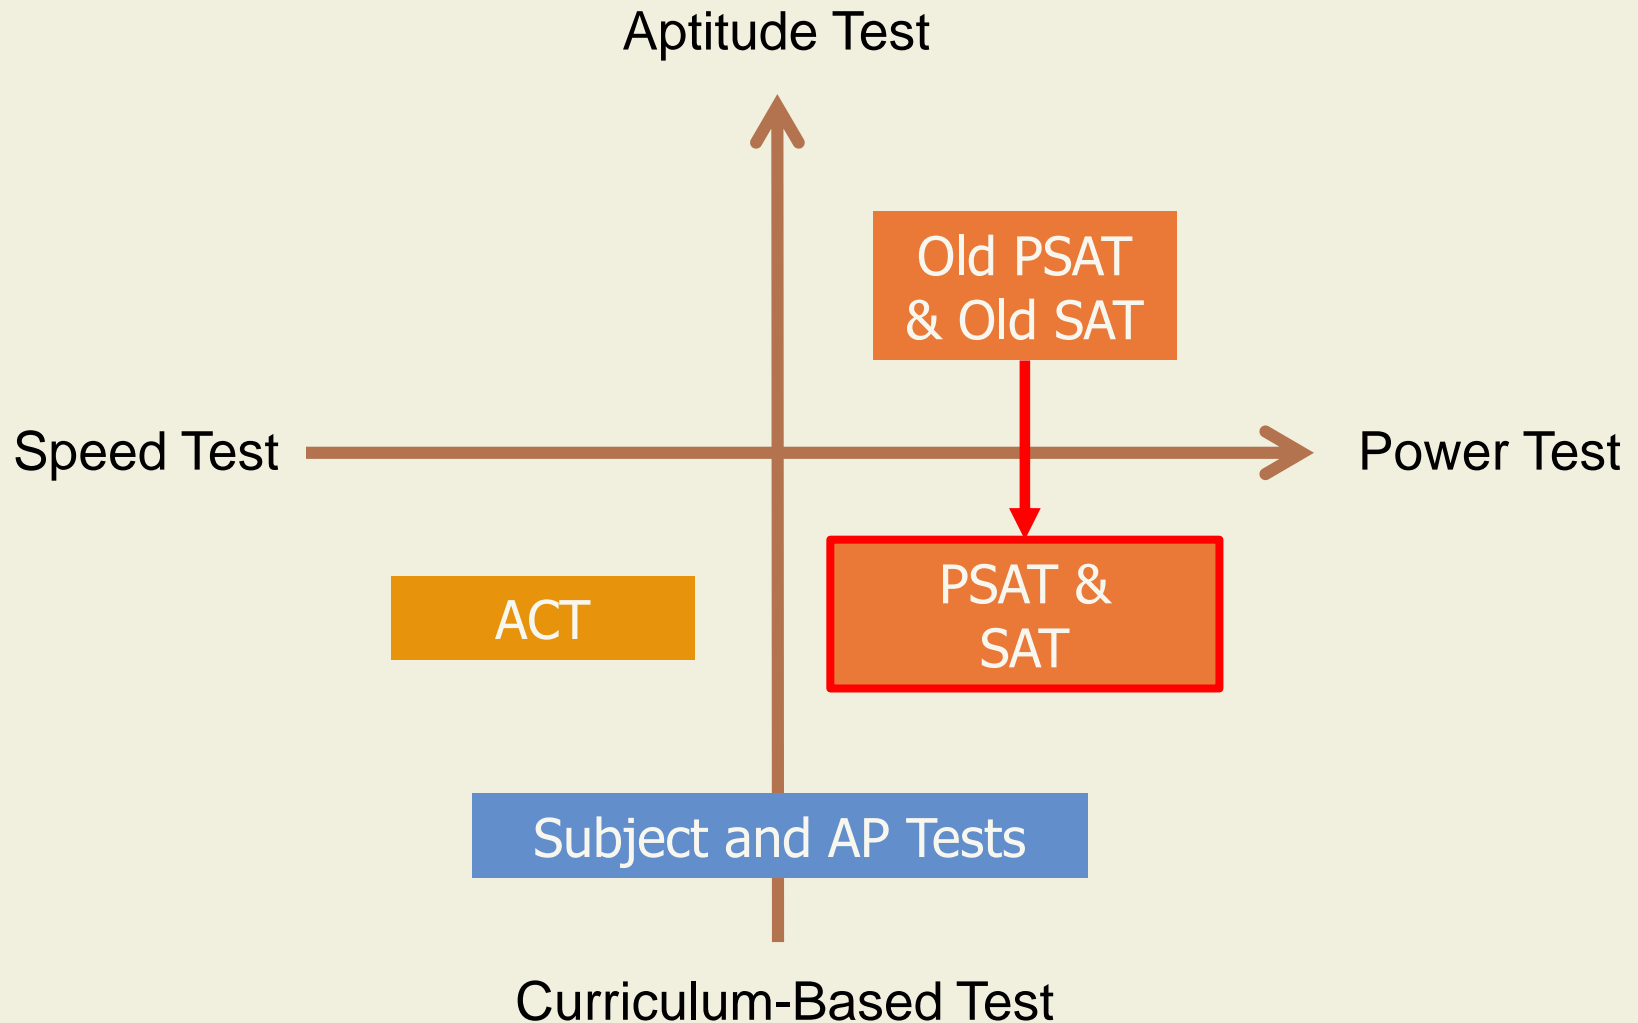 Aptitude Test
Old PSAT
& Old SAT
Speed Test
Power Test
PSAT &
SAT
ACT
Subject and AP Tests
Curriculum-Based Test